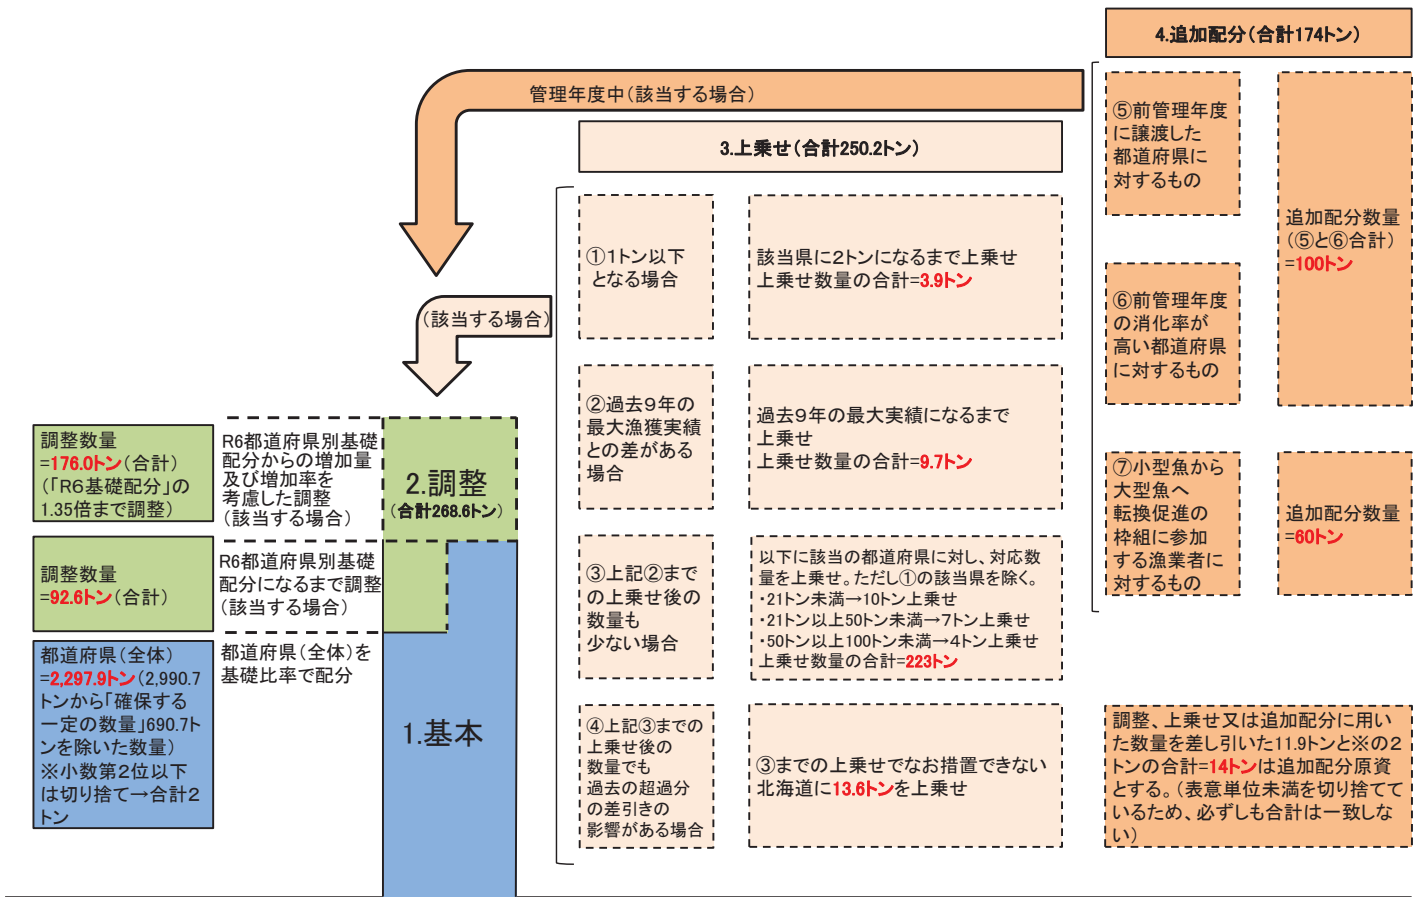 4.追加配分(合計174トン)
管理年度中(該当する場合)
⑤前管理年度
に譲渡した
都道府県に
対するもの
追加配分数量
(⑤と⑥合計)
=100トン
⑥前管理年度
の消化率が
高い都道府県
に対するもの
⑦小型魚から
大型魚へ
転換促進の
枠組に参加
する漁業者に
対するもの
追加配分数量
=60トン
調整、上乗せ又は追加配分に用い
た数量を差し引いた11.9トンと※の2
トンの合計=14トンは追加配分原資
とする。(表意単位未満を切り捨てて
いるため、必ずしも合計は一致しな
い)
3.上乗せ(合計250.2トン)
(該当する場合)
①1トン以下
となる場合
該当県に2トンになるまで上乗せ
上乗せ数量の合計=3.9トン
②過去9年の
最大漁獲実績
との差がある
場合
過去9年の最大実績になるまで
上乗せ
上乗せ数量の合計=9.7トン
③上記②まで
の上乗せ後の
数量も
少ない場合
以下に該当の都道府県に対し、対応数
量を上乗せ。ただし①の該当県を除く。
・21トン未満→10トン上乗せ
・21トン以上50トン未満→7トン上乗せ
・50トン以上100トン未満→4トン上乗せ
上乗せ数量の合計=223トン
④上記③までの
上乗せ後の
数量でも
過去の超過分
の差引きの
影響がある場合
③までの上乗せでなお措置できない
北海道に13.6トンを上乗せ
調整数量
=176.0トン(合計)
(「R6基礎配分」の
1.35倍まで調整)
R6都道府県別基礎
配分からの増加量
及び増加率を
考慮した調整
(該当する場合)
2.調整
(合計268.6トン)
調整数量
=92.6トン(合計)
R6都道府県別基礎
配分になるまで調整
(該当する場合)
都道府県(全体)
=2,297.9トン(2,990.7
トンから「確保する
一定の数量」690.7ト
ンを除いた数量)
※小数第2位以下
は切り捨て→合計2
トン
都道府県(全体)を
基礎比率で配分
1.基本